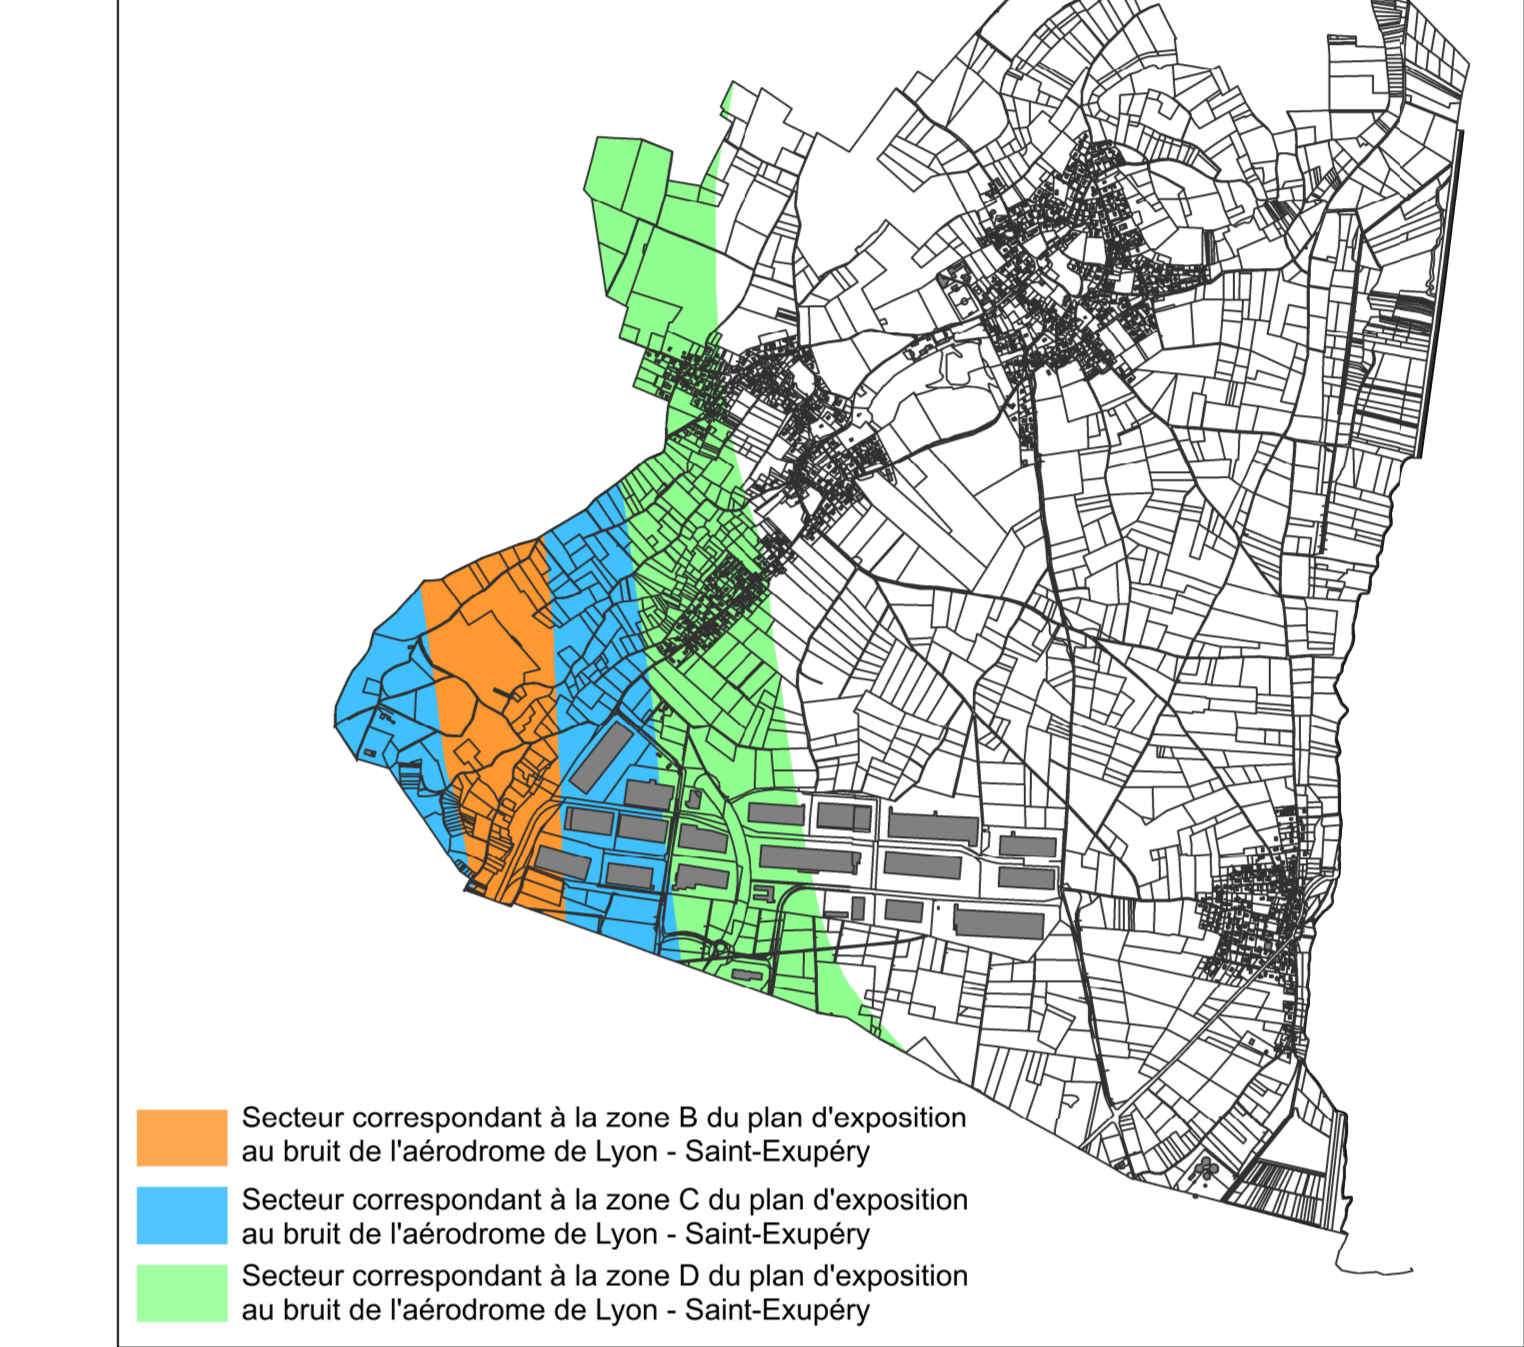 Secteur correspondant à la zone B du plan d'exposition
au bruit de l'aérodrome de Lyon - Saint-Exupéry
Secteur correspondant à la zone C du plan d'exposition
au bruit de l'aérodrome de Lyon - Saint-Exupéry
Secteur correspondant à la zone D du plan d'exposition
au bruit de l'aérodrome de Lyon - Saint-Exupéry